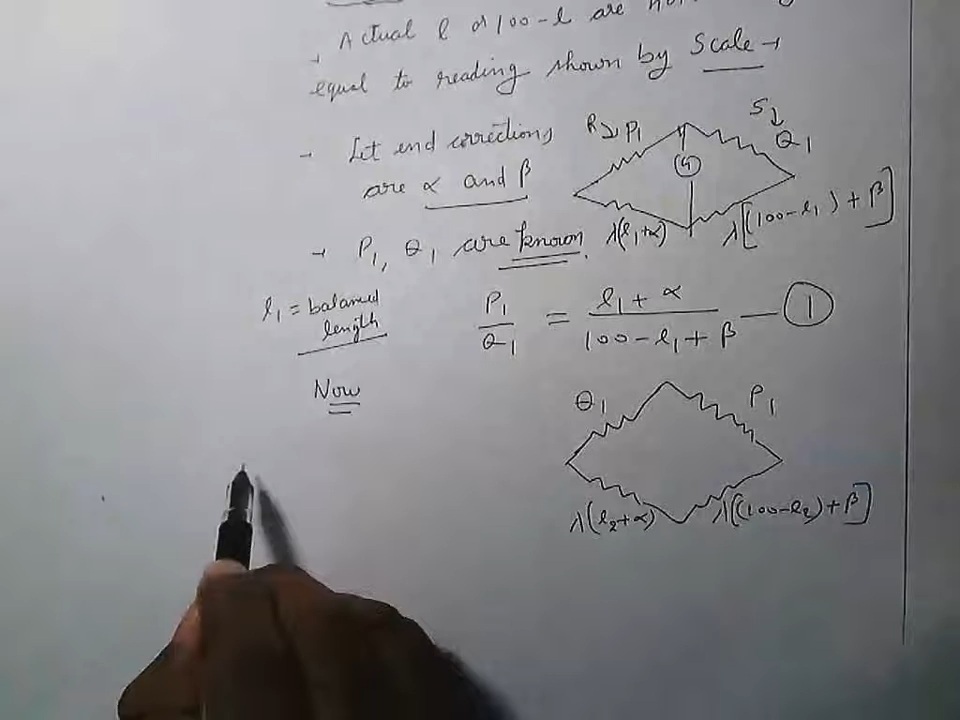 → Actual l or 100-l are
equal to reading shown by Scale →
→ Let end corrections
are α and β
R↘ P1
S↓
Q1
G
λ(l1+α)
λ[(100-l1)+β]
→ P1, Q1 are known.
l1 = balanced
length
P1/Q1 = (l1 + α)/(100 - l1 + β) — ①
Now
Q1
P1
λ(l2+α)
λ[(100-l2)+β]